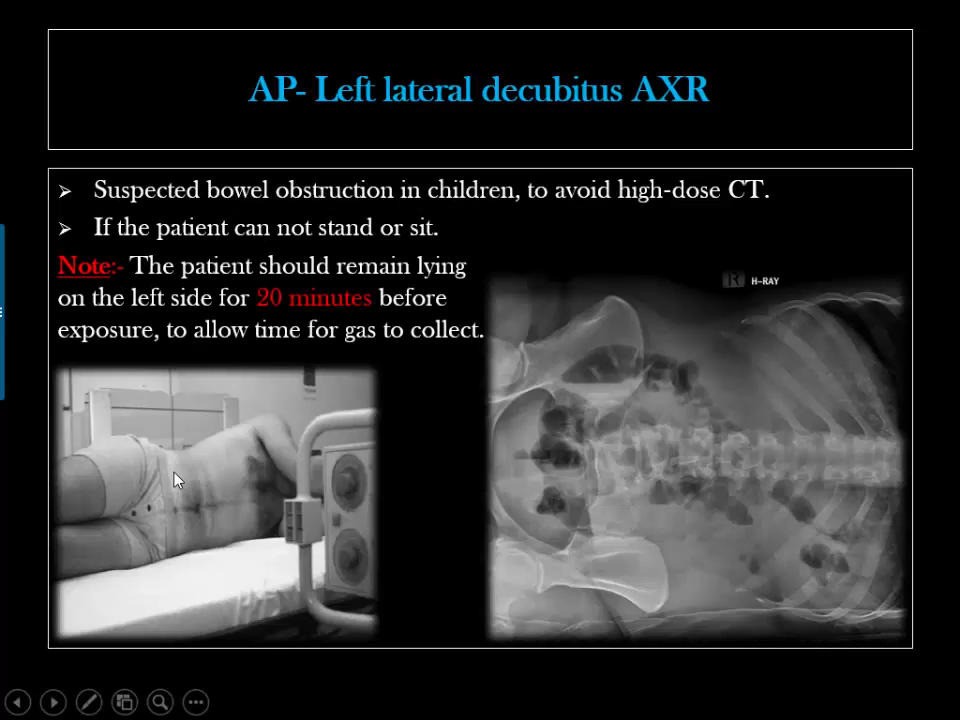 AP- Left lateral decubitus AXR
➢ Suspected bowel obstruction in children, to avoid high-dose CT.
➢ If the patient can not stand or sit.
Note:- The patient should remain lying
on the left side for 20 minutes before
exposure, to allow time for gas to collect.
R H-RAY